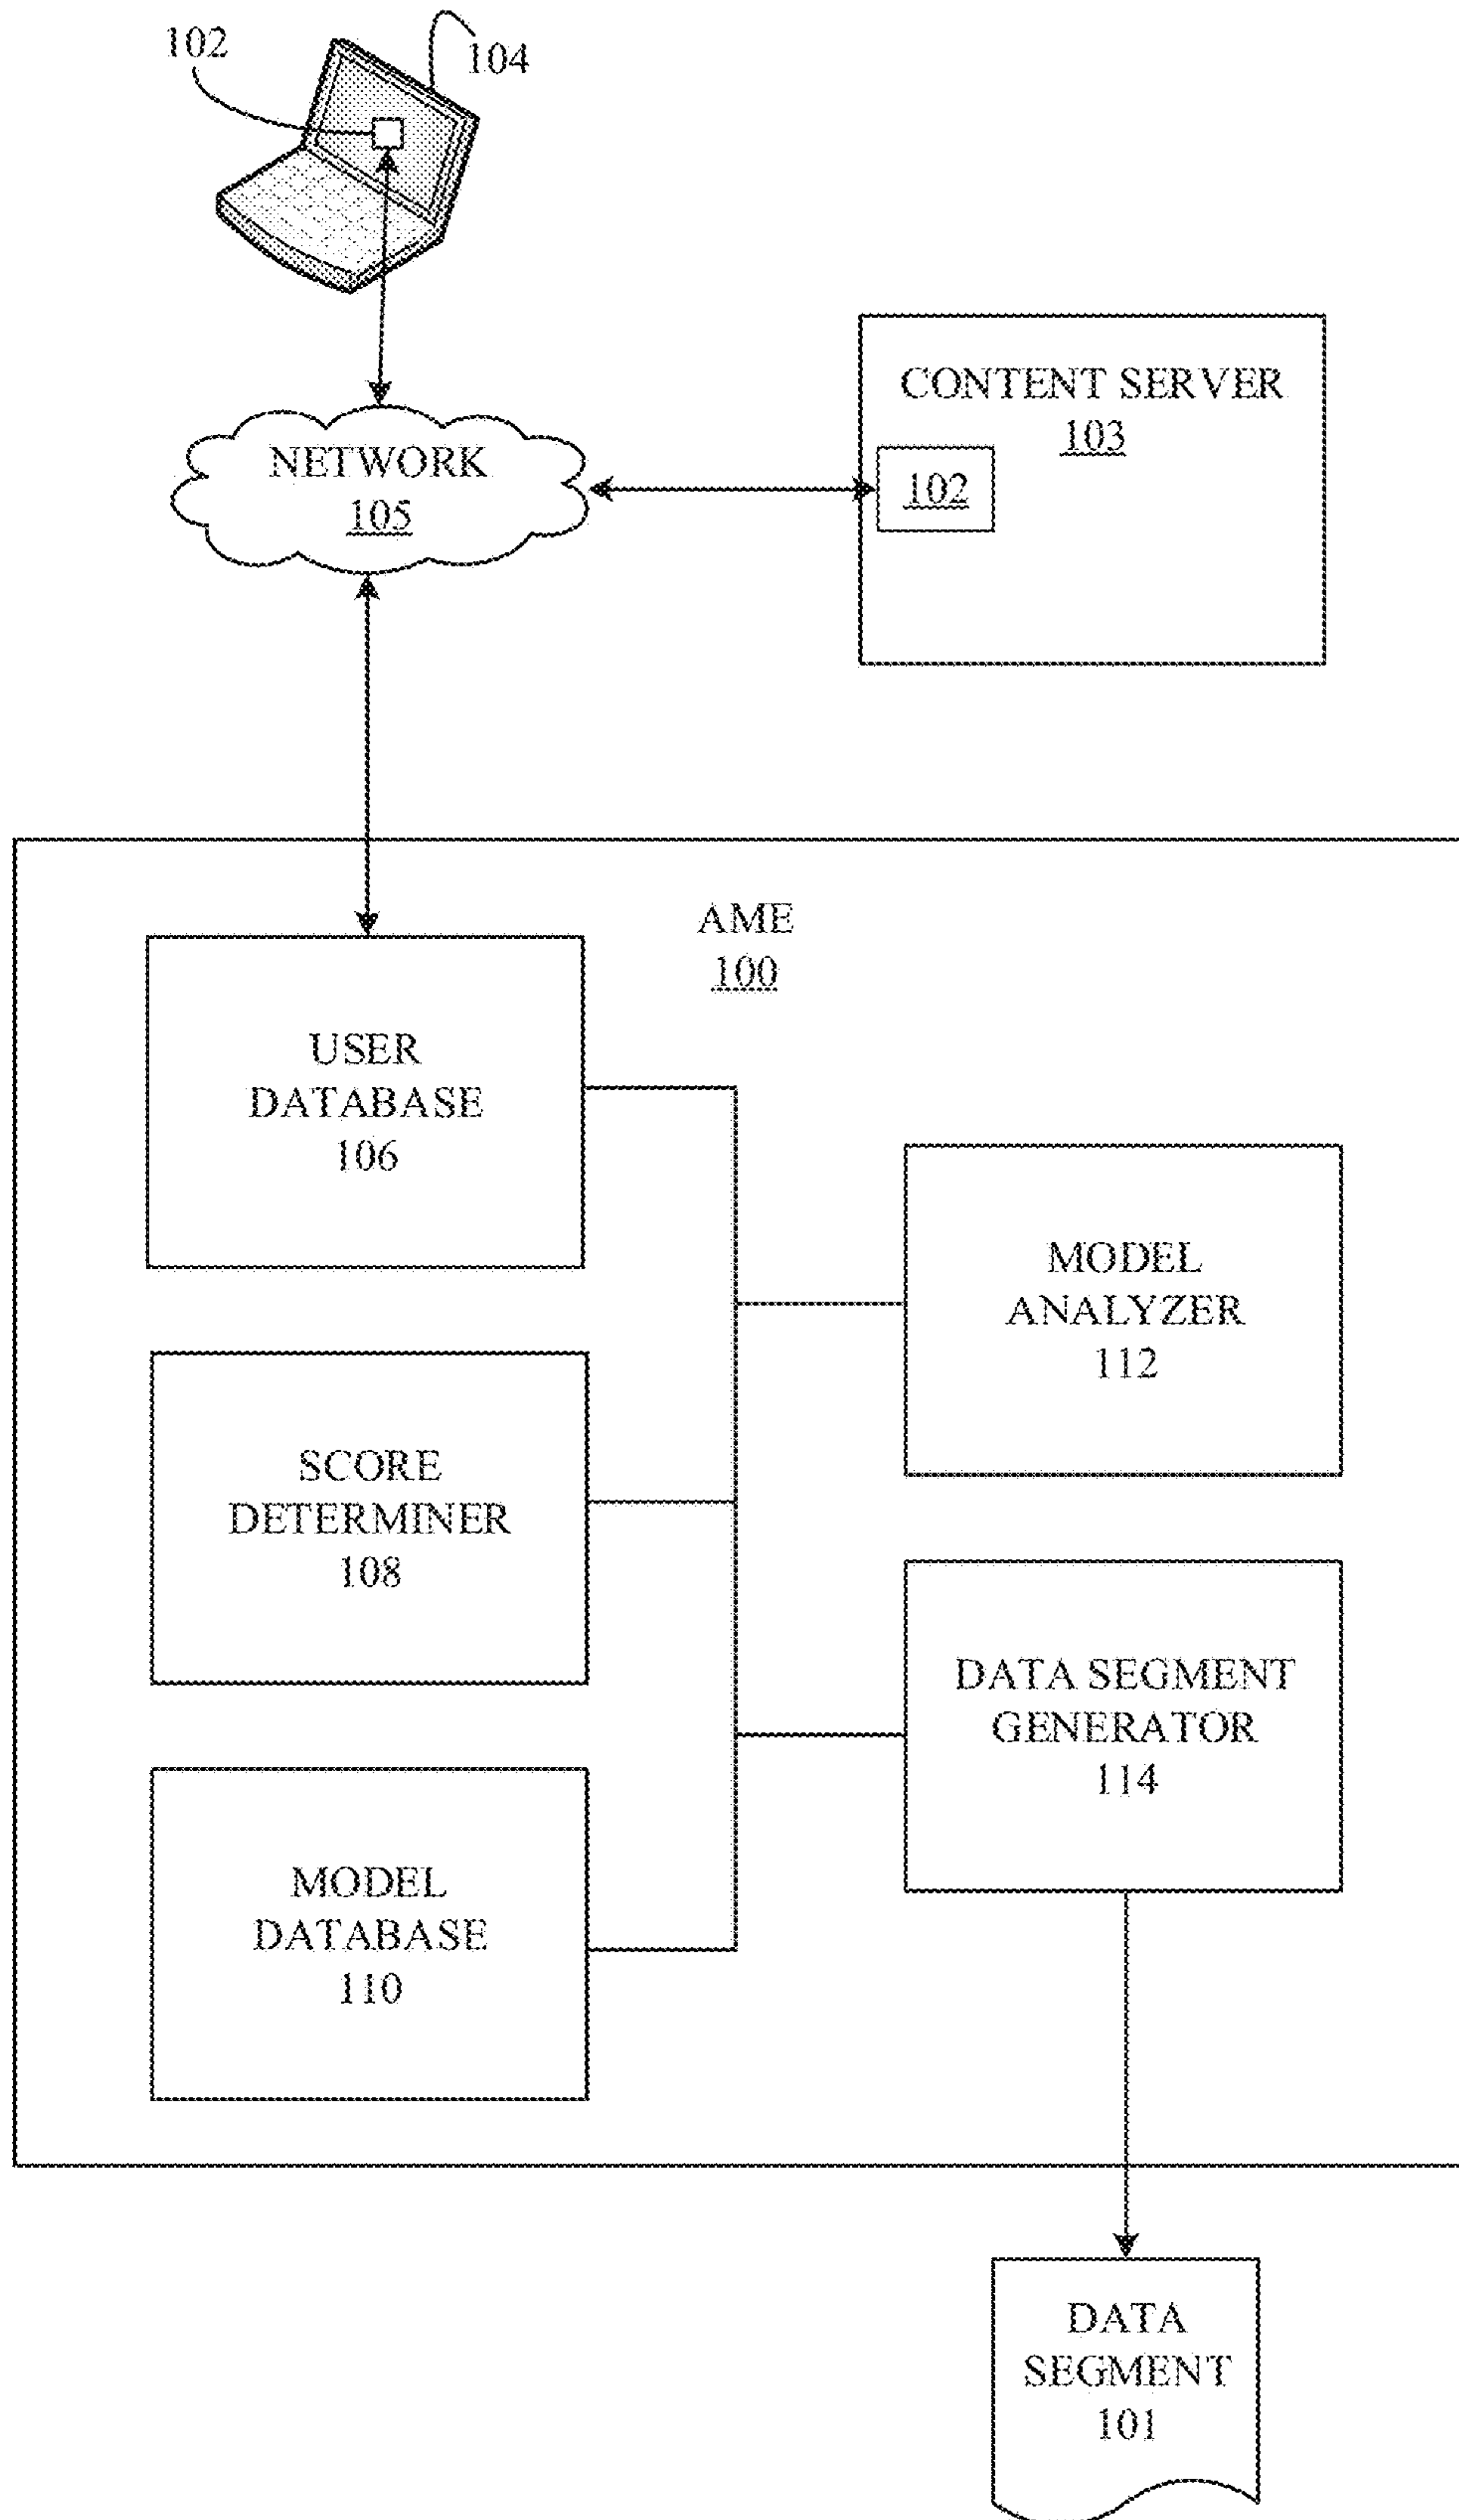 102
104
CONTENT SERVER
103
NETWORK
105
102
AME
100
USER
DATABASE
106
MODEL
ANALYZER
112
SCORE
DETERMINER
108
DATA SEGMENT
GENERATOR
114
MODEL
DATABASE
110
DATA
SEGMENT
101